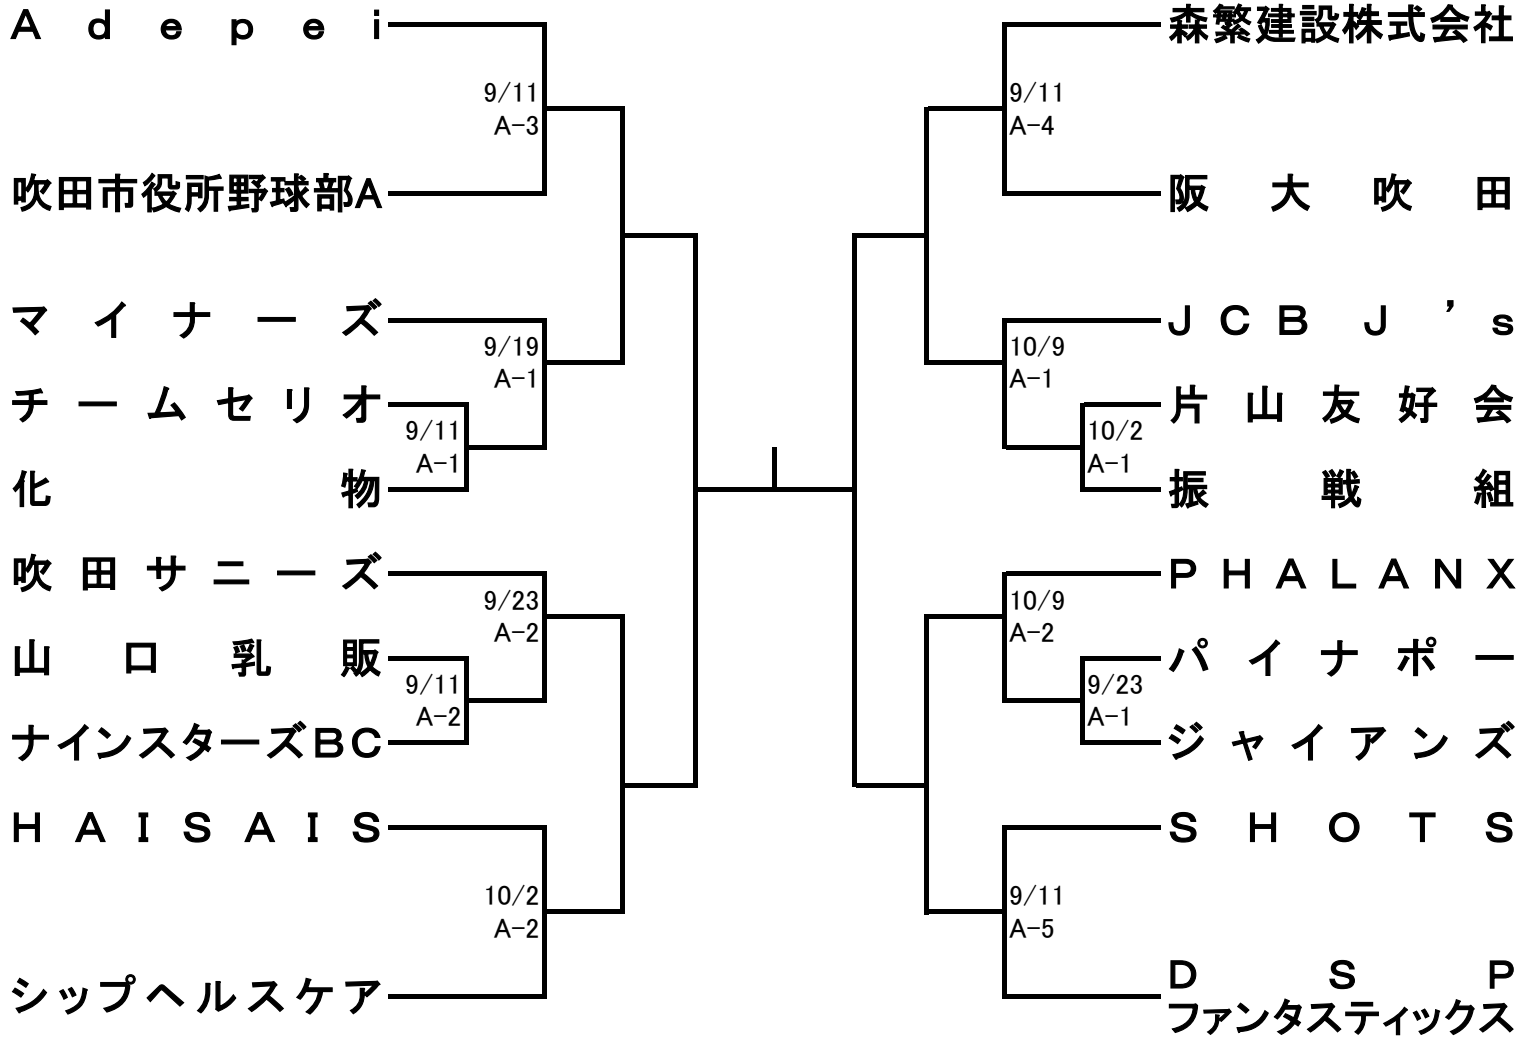 Adepei
9/11
A-3
吹田市役所野球部A
マイナーズ
9/19
A-1
チームセリオ
9/11
A-1
化物
吹田サニーズ
9/23
A-2
山口乳販
9/11
A-2
ナインスターズBC
HAISAIS
10/2
A-2
シップヘルスケア
森繁建設株式会社
9/11
A-4
阪大吹田
JCB J's
10/9
A-1
片山友好会
10/2
A-1
振戦組
PHALANX
10/9
A-2
パイナポー
9/23
A-1
ジャイアンズ
SHOTS
9/11
A-5
DSP
ファンタスティックス